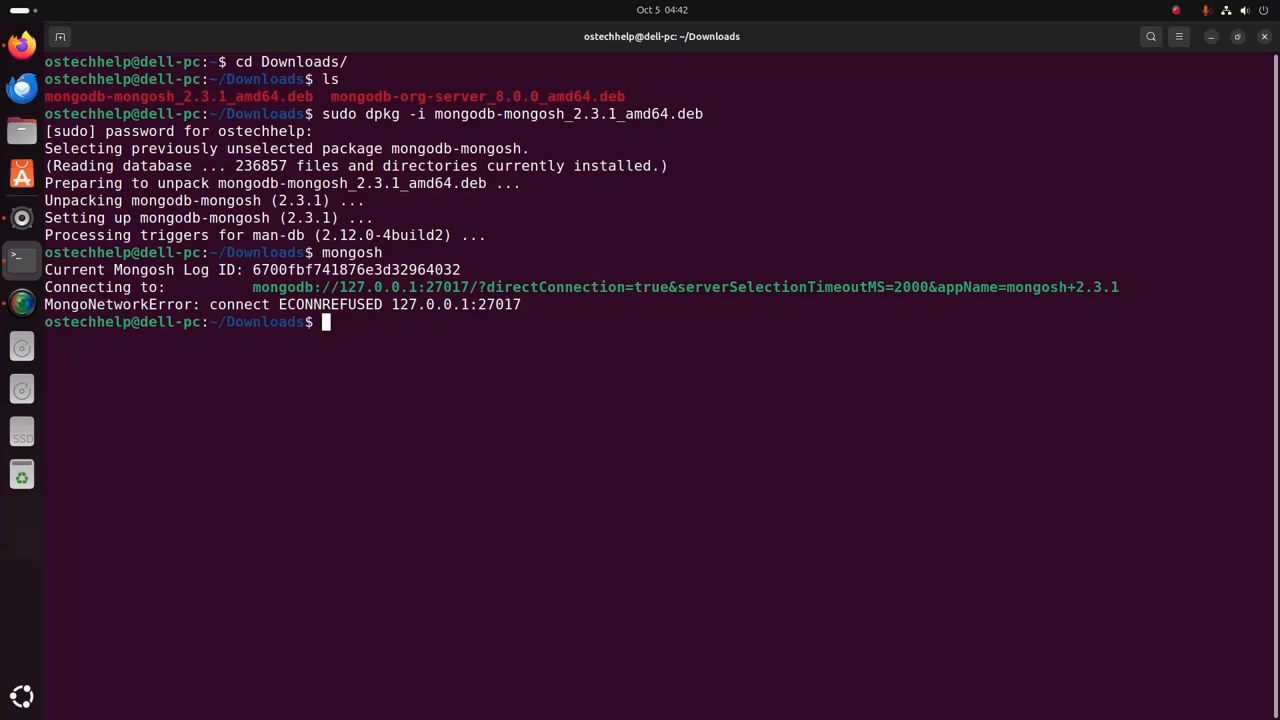 Oct 5 04:42
ostechhelp@dell-pc: ~/Downloads
ostechhelp@dell-pc:~$ cd Downloads/
ostechhelp@dell-pc:~/Downloads$ ls
mongodb-mongosh_2.3.1_amd64.deb  mongodb-org-server_8.0.0_amd64.deb
ostechhelp@dell-pc:~/Downloads$ sudo dpkg -i mongodb-mongosh_2.3.1_amd64.deb
[sudo] password for ostechhelp:
Selecting previously unselected package mongodb-mongosh.
(Reading database ... 236857 files and directories currently installed.)
Preparing to unpack mongodb-mongosh_2.3.1_amd64.deb ...
Unpacking mongodb-mongosh (2.3.1) ...
Setting up mongodb-mongosh (2.3.1) ...
Processing triggers for man-db (2.12.0-4build2) ...
ostechhelp@dell-pc:~/Downloads$ mongosh
Current Mongosh Log ID: 6700fbf741876e3d32964032
Connecting to:          mongodb://127.0.0.1:27017/?directConnection=true&serverSelectionTimeoutMS=2000&appName=mongosh+2.3.1
MongoNetworkError: connect ECONNREFUSED 127.0.0.1:27017
ostechhelp@dell-pc:~/Downloads$
SSD